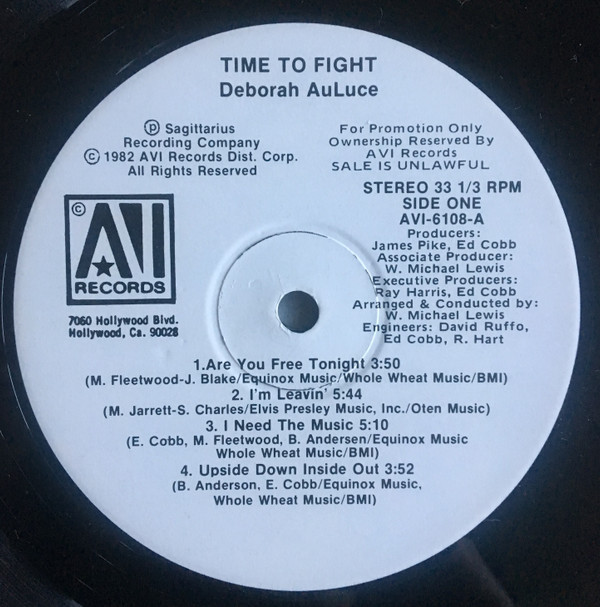 TIME TO FIGHT
Deborah AuLuce
Ⓟ Sagittarius
Recording Company
© 1982 AVI Records Dist. Corp.
All Rights Reserved
For Promotion Only
Ownership Reserved By
AVI Records
SALE IS UNLAWFUL
STEREO 33 1/3 RPM
SIDE ONE
AVI-6108-A
Producers:
James Pike, Ed Cobb
Associate Producer:
W. Michael Lewis
Executive Producers:
Ray Harris, Ed Cobb
Arranged & Conducted by:
W. Michael Lewis
Engineers: David Ruffo,
Ed Cobb, R. Hart
©
AVI
RECORDS
7060 Hollywood Blvd.
Hollywood, Ca. 90028
1.Are You Free Tonight 3:50
(M. Fleetwood-J. Blake/Equinox Music/Whole Wheat Music/BMI)
2. I'm Leavin' 5:44
(M. Jarrett-S. Charles/Elvis Presley Music, Inc./Oten Music)
3. I Need The Music 5:10
(E. Cobb, M. Fleetwood, B. Andersen/Equinox Music
Whole Wheat Music/BMI)
4. Upside Down Inside Out 3:52
(B. Anderson, E. Cobb/Equinox Music,
Whole Wheat Music/BMI)